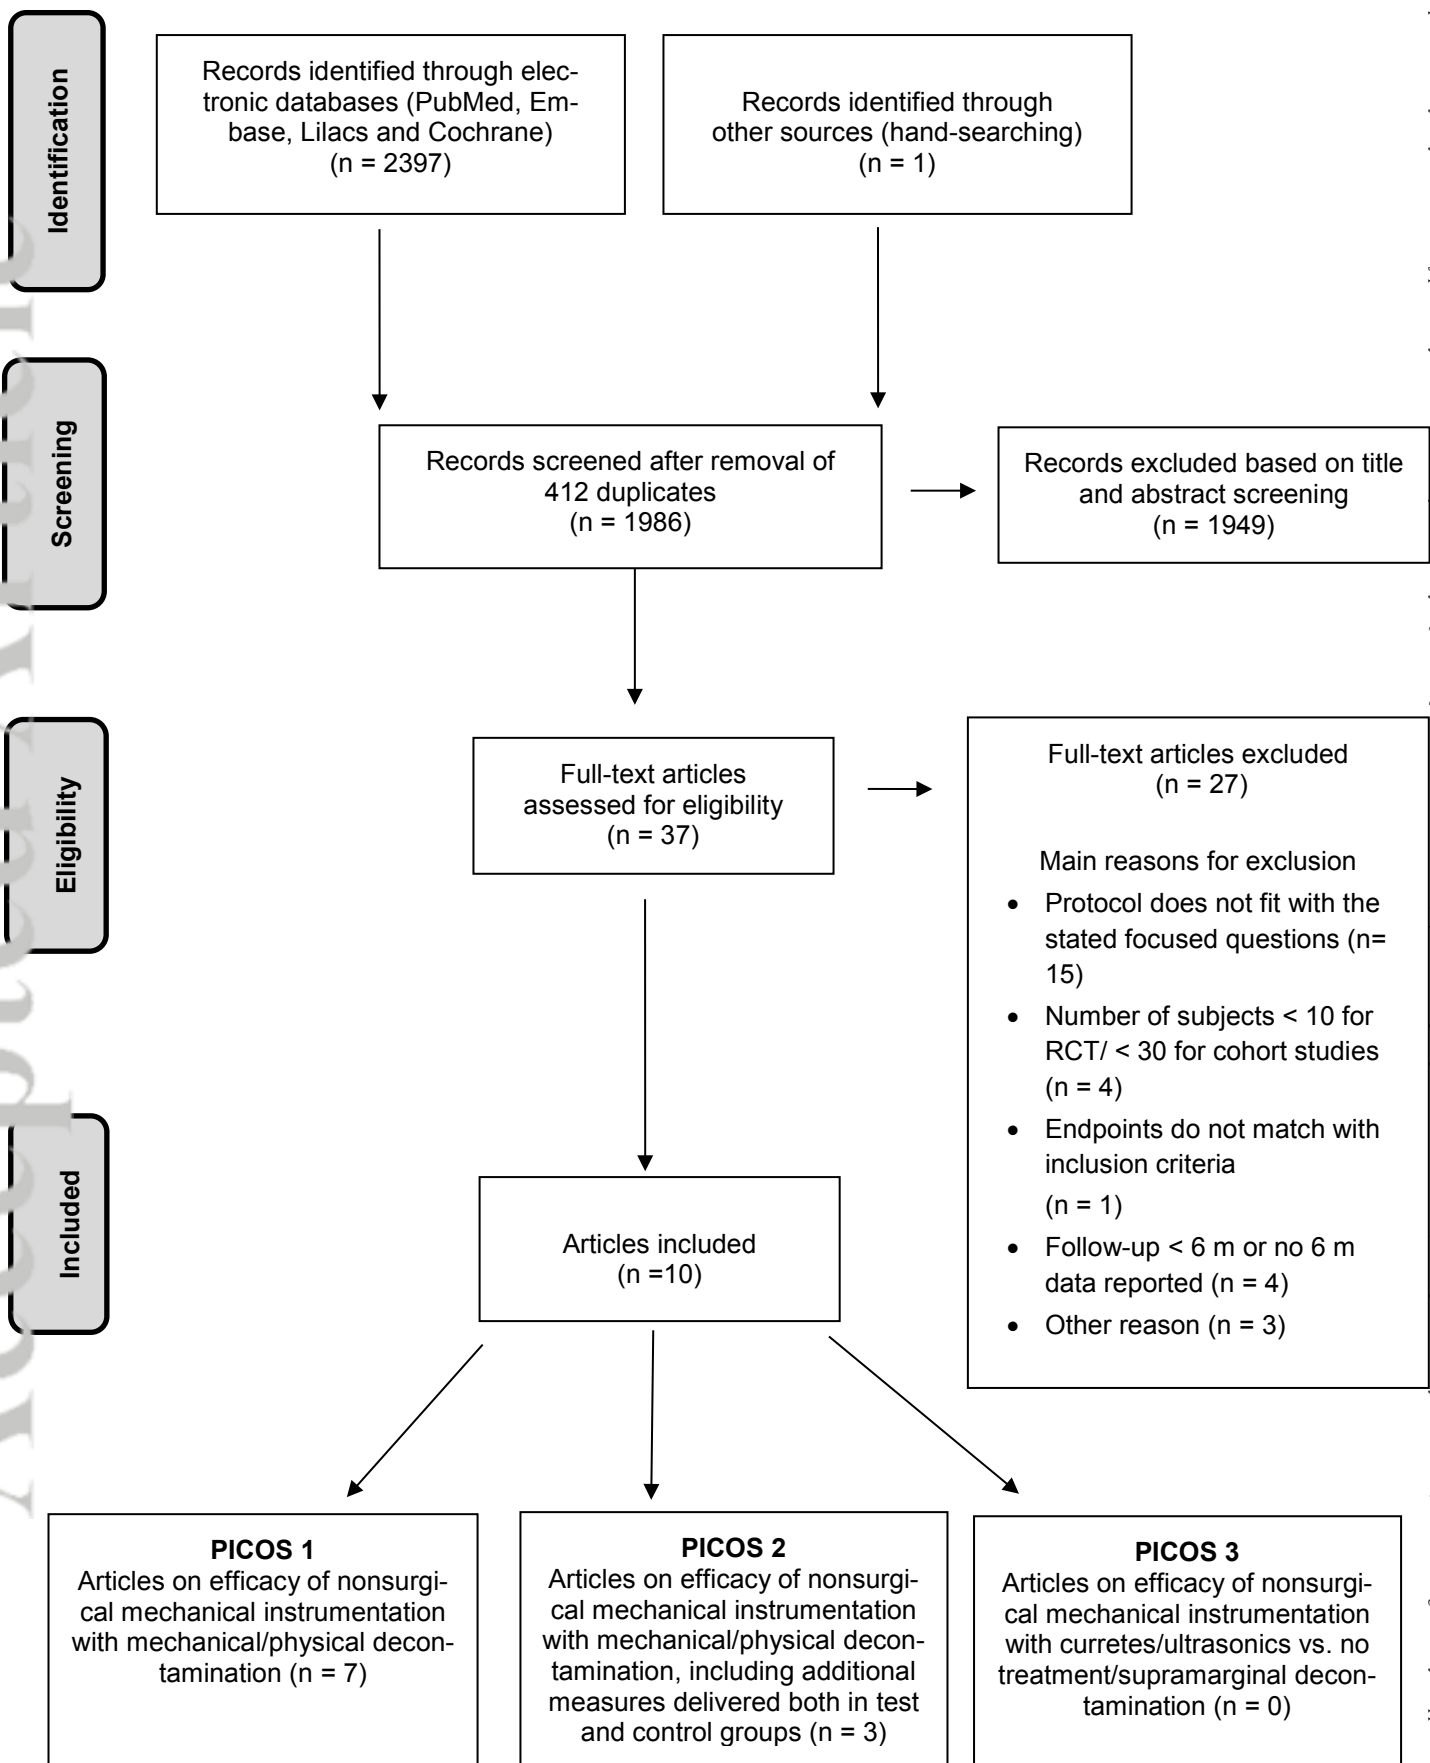 Identification
Records identified through elec-
tronic databases (PubMed, Em-
base, Lilacs and Cochrane)
(n = 2397)
Records identified through
other sources (hand-searching)
(n = 1)
Screening
Records screened after removal of
412 duplicates
(n = 1986)
Records excluded based on title
and abstract screening
(n = 1949)
Eligibility
Full-text articles
assessed for eligibility
(n = 37)
Full-text articles excluded
(n = 27)
Main reasons for exclusion
• Protocol does not fit with the
stated focused questions (n=
15)
• Number of subjects < 10 for
RCT/ < 30 for cohort studies
(n = 4)
• Endpoints do not match with
inclusion criteria
(n = 1)
• Follow-up < 6 m or no 6 m
data reported (n = 4)
• Other reason (n = 3)
Included
Articles included
(n =10)
PICOS 1
Articles on efficacy of nonsurgi-
cal mechanical instrumentation
with mechanical/physical decon-
tamination (n = 7)
PICOS 2
Articles on efficacy of nonsurgi-
cal mechanical instrumentation
with mechanical/physical decon-
tamination, including additional
measures delivered both in test
and control groups (n = 3)
PICOS 3
Articles on efficacy of nonsurgi-
cal mechanical instrumentation
with curretes/ultrasonics vs. no
treatment/supramarginal decon-
tamination (n = 0)
Accepted Article